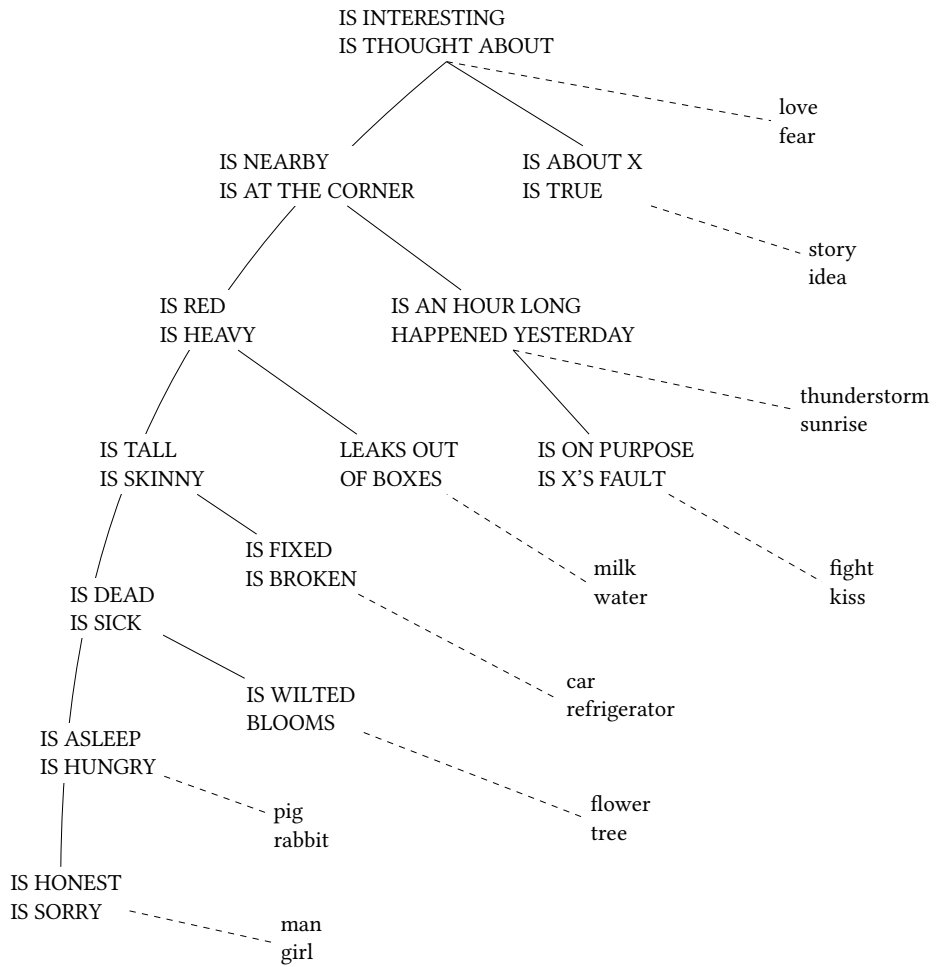 IS INTERESTING
IS THOUGHT ABOUT
love
fear
IS NEARBY
IS AT THE CORNER
IS ABOUT X
IS TRUE
story
idea
IS RED
IS HEAVY
IS AN HOUR LONG
HAPPENED YESTERDAY
thunderstorm
sunrise
IS TALL
IS SKINNY
LEAKS OUT
OF BOXES
IS ON PURPOSE
IS X'S FAULT
IS FIXED
IS BROKEN
milk
water
fight
kiss
IS DEAD
IS SICK
car
refrigerator
IS WILTED
BLOOMS
IS ASLEEP
IS HUNGRY
pig
rabbit
flower
tree
IS HONEST
IS SORRY
man
girl